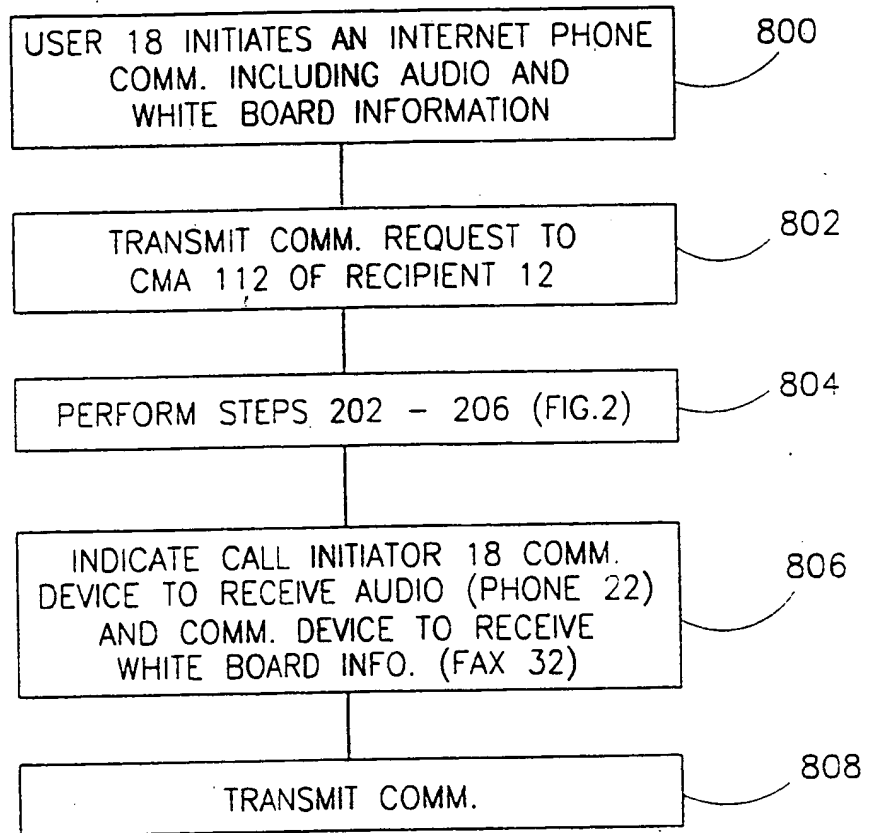 USER 18 INITIATES AN INTERNET PHONE
COMM. INCLUDING AUDIO AND
WHITE BOARD INFORMATION
800
TRANSMIT COMM. REQUEST TO
CMA 112 OF RECIPIENT 12
802
PERFORM STEPS 202 – 206 (FIG.2)
804
INDICATE CALL INITIATOR 18 COMM.
DEVICE TO RECEIVE AUDIO (PHONE 22)
AND COMM. DEVICE TO RECEIVE
WHITE BOARD INFO. (FAX 32)
806
TRANSMIT COMM.
808